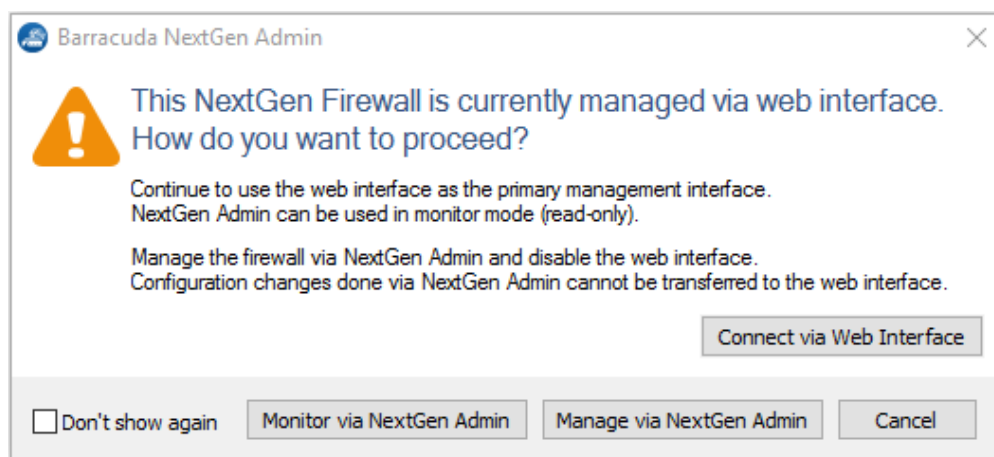 Barracuda NextGen Admin
This NextGen Firewall is currently managed via web interface.
How do you want to proceed?
Continue to use the web interface as the primary management interface.
NextGen Admin can be used in monitor mode (read-only).
Manage the firewall via NextGen Admin and disable the web interface.
Configuration changes done via NextGen Admin cannot be transferred to the web interface.
Connect via Web Interface
Don't show again
Monitor via NextGen Admin
Manage via NextGen Admin
Cancel